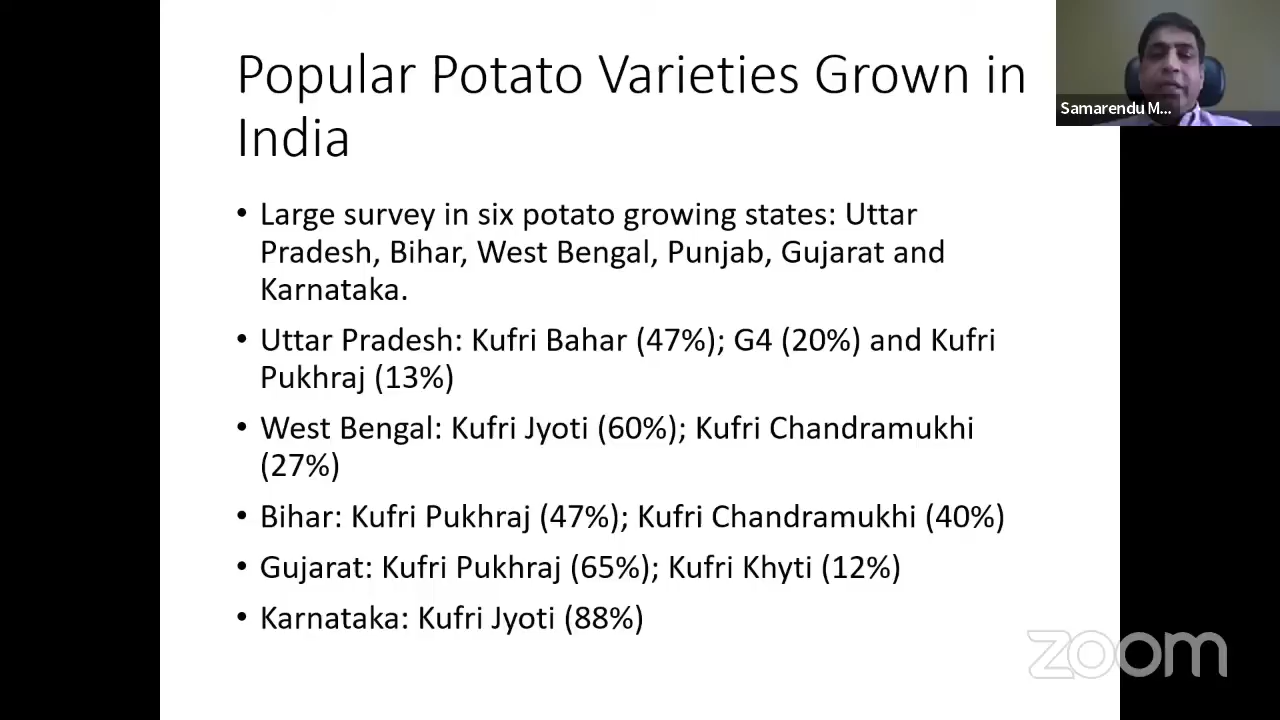 Popular Potato Varieties Grown in
India
• Large survey in six potato growing states: Uttar
Pradesh, Bihar, West Bengal, Punjab, Gujarat and
Karnataka.
• Uttar Pradesh: Kufri Bahar (47%); G4 (20%) and Kufri
Pukhraj (13%)
• West Bengal: Kufri Jyoti (60%); Kufri Chandramukhi
(27%)
• Bihar: Kufri Pukhraj (47%); Kufri Chandramukhi (40%)
• Gujarat: Kufri Pukhraj (65%); Kufri Khyti (12%)
• Karnataka: Kufri Jyoti (88%)
Samarendu M...
zoom